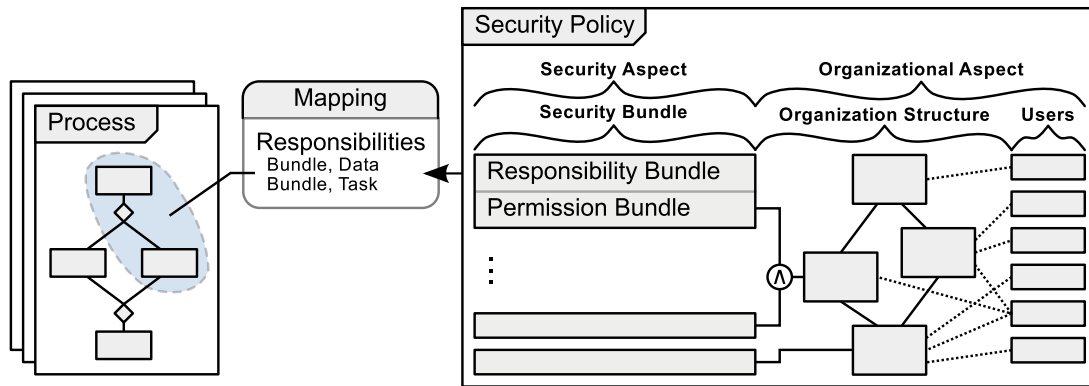 Security Policy
Security Aspect
Organizational Aspect
Security Bundle
Organization Structure
Users
Process
Mapping
Responsibilities
Bundle, Data
Bundle, Task
Responsibility Bundle
Permission Bundle
⋮
∧